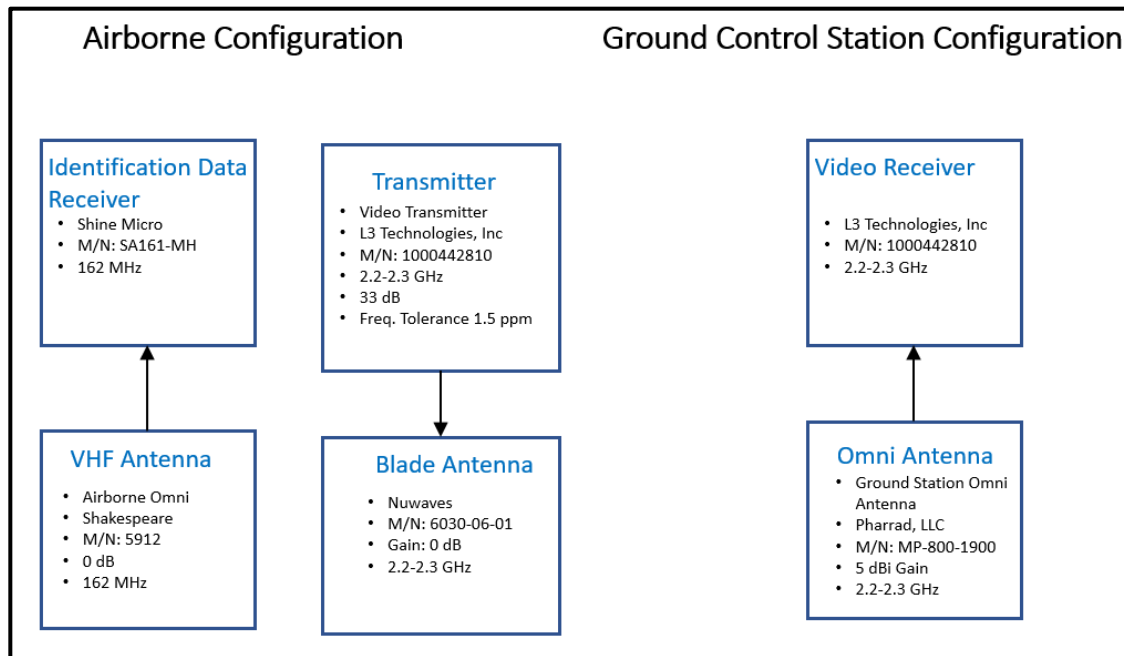 Airborne Configuration
Ground Control Station Configuration
Identification Data
Receiver
• Shine Micro
• M/N: SA161-MH
• 162 MHz
Transmitter
• Video Transmitter
• L3 Technologies, Inc
• M/N: 1000442810
• 2.2-2.3 GHz
• 33 dB
• Freq. Tolerance 1.5 ppm
Video Receiver
• L3 Technologies, Inc
• M/N: 1000442810
• 2.2-2.3 GHz
VHF Antenna
• Airborne Omni
• Shakespeare
• M/N: 5912
• 0 dB
• 162 MHz
Blade Antenna
• Nuwaves
• M/N: 6030-06-01
• Gain: 0 dB
• 2.2-2.3 GHz
Omni Antenna
• Ground Station Omni
Antenna
• Pharrad, LLC
• M/N: MP-800-1900
• 5 dBi Gain
• 2.2-2.3 GHz